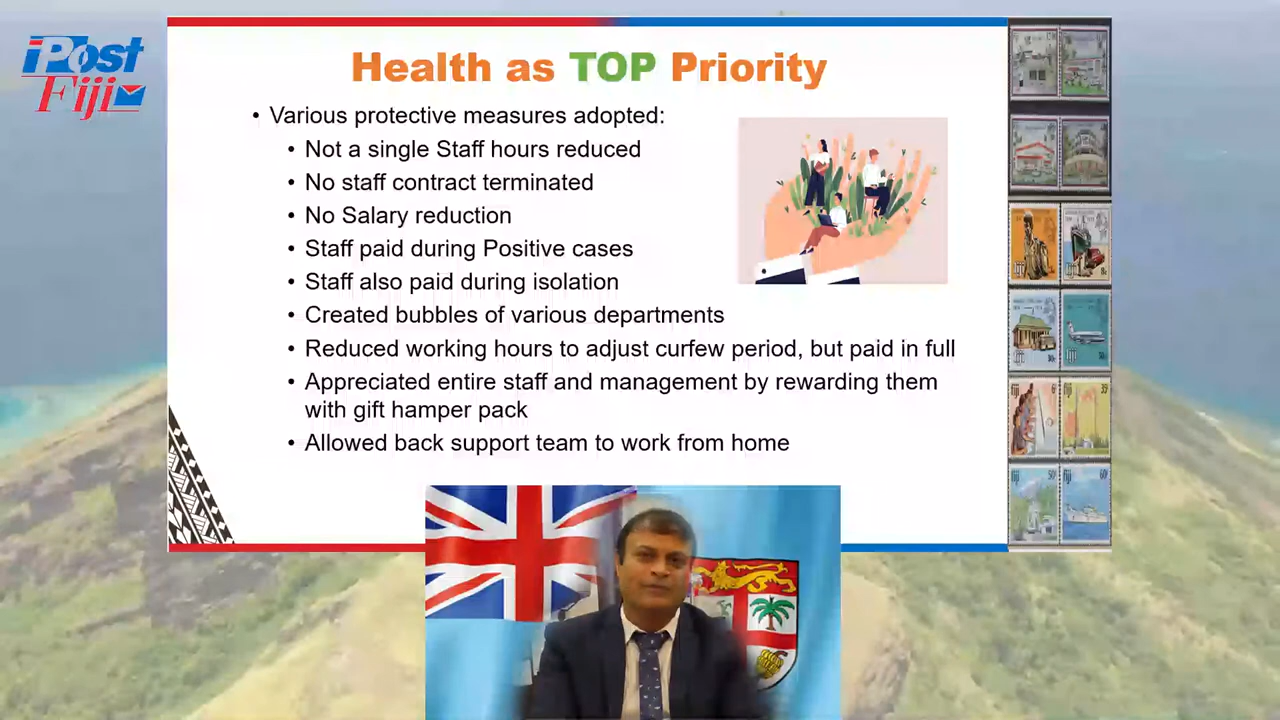 Post
Fiji
Health as TOP Priority
• Various protective measures adopted:
• Not a single Staff hours reduced
• No staff contract terminated
• No Salary reduction
• Staff paid during Positive cases
• Staff also paid during isolation
• Created bubbles of various departments
• Reduced working hours to adjust curfew period, but paid in full
• Appreciated entire staff and management by rewarding them
with gift hamper pack
• Allowed back support team to work from home